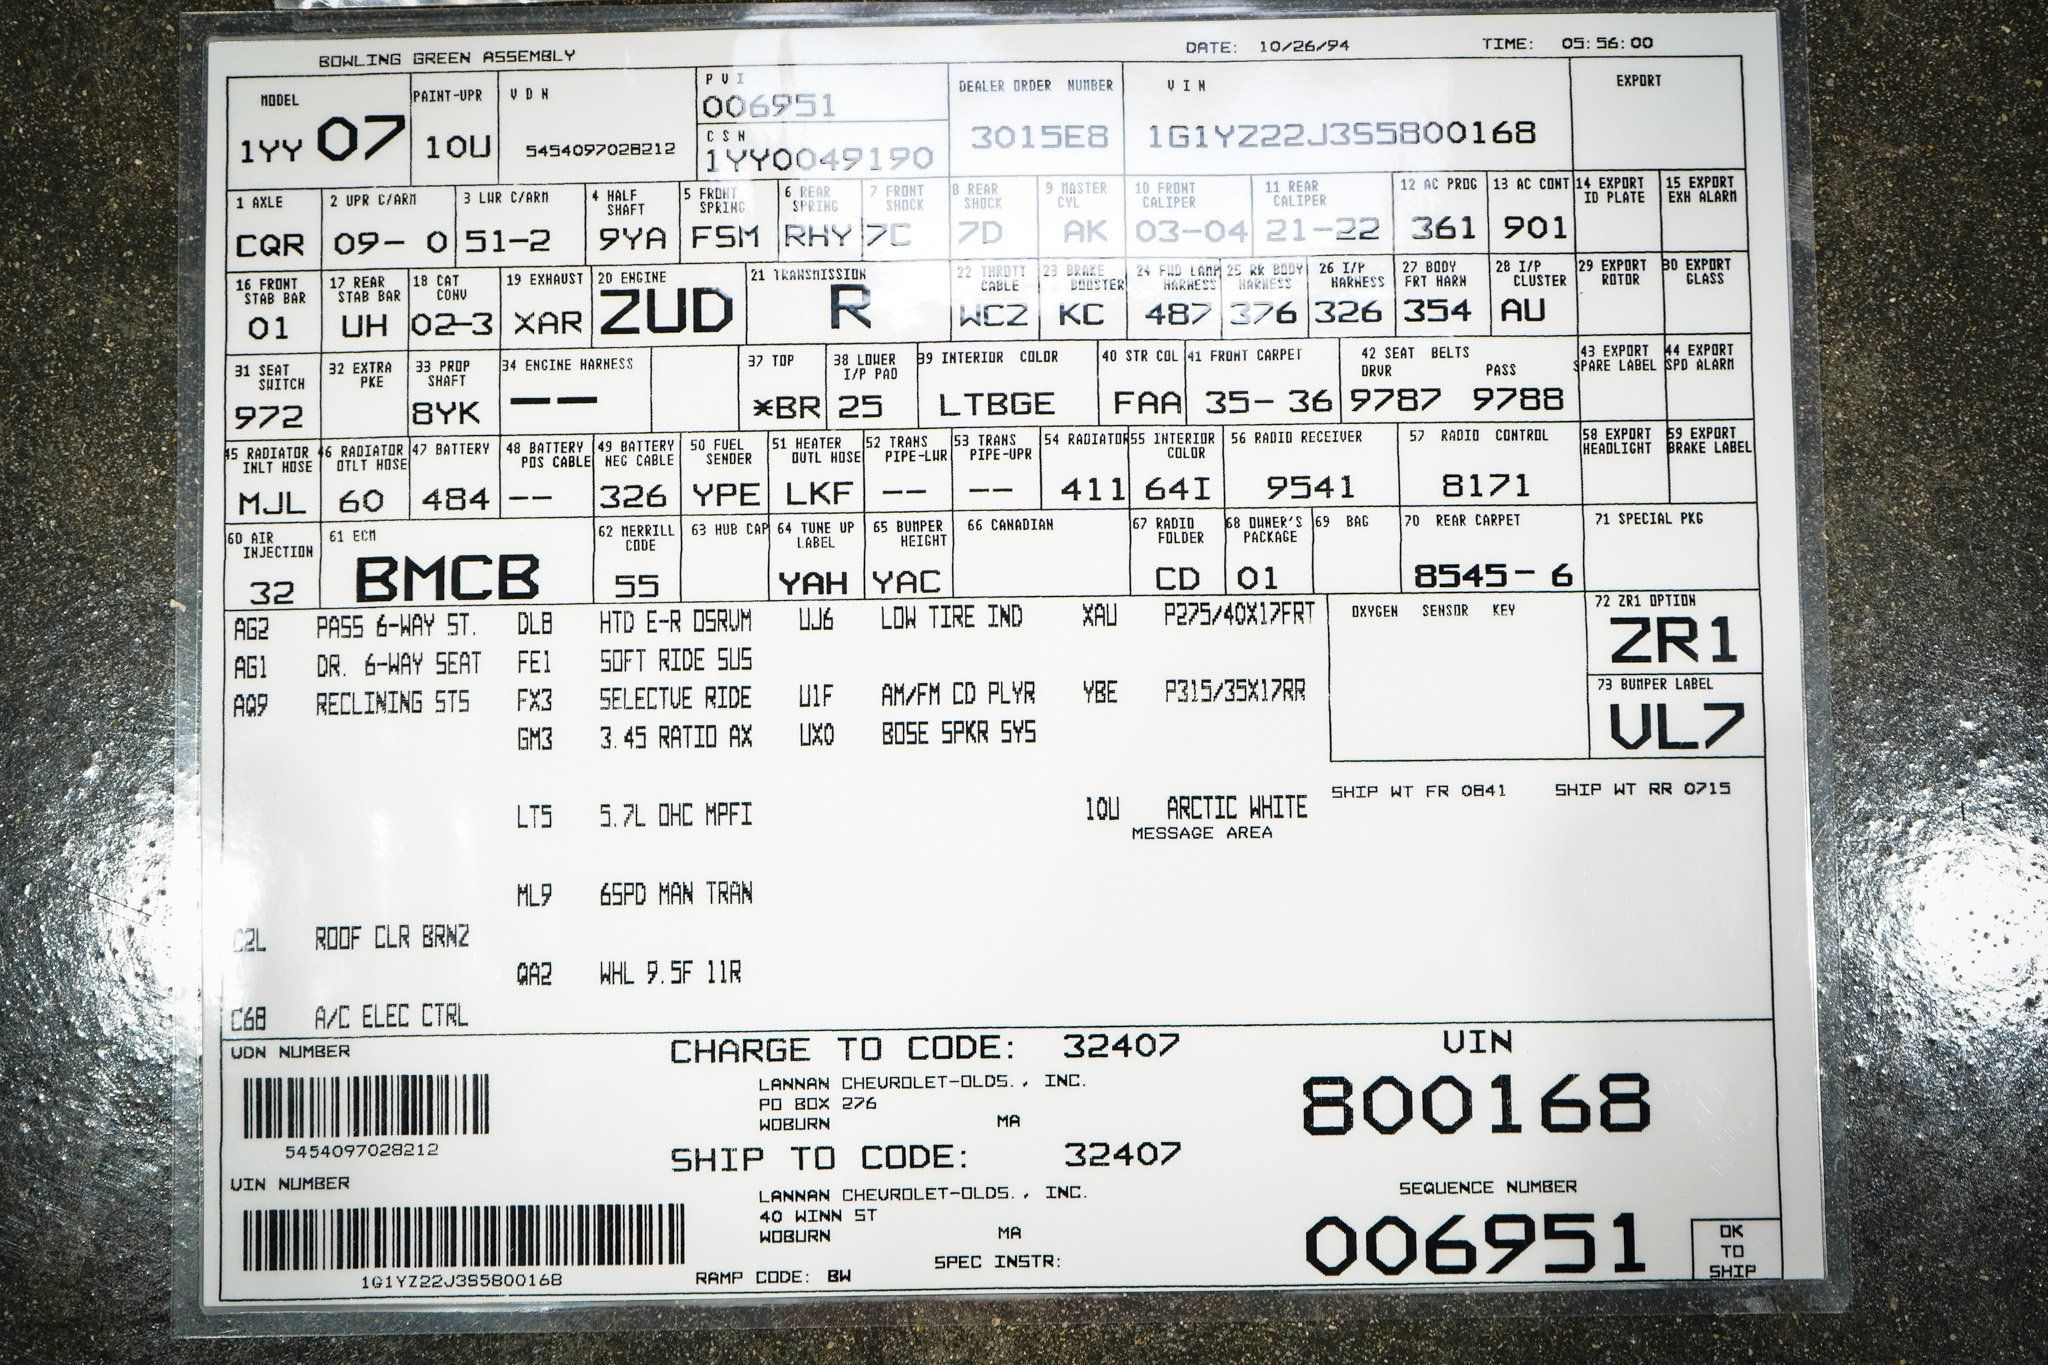 BOWLING GREEN ASSEMBLY DATE: 10/26/94 TIME: 05:56:00
MODEL PAINT-UPR V D N P V I DEALER ORDER NUMBER V I N EXPORT
1YY 07 10U 5454097028212 006951 3015E8 1G1YZ22J3S5800168
C S N
1YY0049190
1 AXLE 2 UPR C/ARM 3 LWR C/ARM 4 HALF SHAFT 5 FRONT SPRING 6 REAR SPRING 7 FRONT SHOCK 8 REAR SHOCK 9 MASTER CYL 10 FRONT CALIPER 11 REAR CALIPER 12 AC PROG 13 AC CONT 14 EXPORT ID PLATE 15 EXPORT EXH ALARM
CQR 09- 0 51-2 9YA FSM RHY 7C 7D AK 03-04 21-22 361 901
16 FRONT STAB BAR 17 REAR STAB BAR 18 CAT CONV 19 EXHAUST 20 ENGINE 21 TRANSMISSION 22 THROTT CABLE 23 BRAKE BOOSTER 24 FWD LAMP HARNESS 25 RR BODY HARNESS 26 I/P HARNESS 27 BODY FRT HARN 28 I/P CLUSTER 29 EXPORT ROTOR 30 EXPORT GLASS
01 UH 02-3 XAR ZUD R WCZ KC 487 376 326 354 AU
31 SEAT SWITCH 32 EXTRA PKE 33 PROP SHAFT 34 ENGINE HARNESS 37 TOP 38 LOWER I/P PAD 39 INTERIOR COLOR 40 STR COL 41 FRONT CARPET 42 SEAT BELTS DRVR PASS 43 EXPORT SPARE LABEL 44 EXPORT SPD ALARM
972 8YK -- *BR 25 LTBGE FAA 35- 36 9787 9788
45 RADIATOR INLT HOSE 46 RADIATOR OTLT HOSE 47 BATTERY 48 BATTERY POS CABLE 49 BATTERY NEG CABLE 50 FUEL SENDER 51 HEATER OUTL HOSE 52 TRANS PIPE-LWR 53 TRANS PIPE-UPR 54 RADIATOR 55 INTERIOR COLOR 56 RADIO RECEIVER 57 RADIO CONTROL 58 EXPORT HEADLIGHT 59 EXPORT BRAKE LABEL
MJL 60 484 -- 326 YPE LKF -- -- 411 64I 9541 8171
60 AIR INJECTION 61 ECM 62 MERRILL CODE 63 HUB CAP 64 TUNE UP LABEL 65 BUMPER HEIGHT 66 CANADIAN 67 RADIO FOLDER 68 OWNER'S PACKAGE 69 BAG 70 REAR CARPET 71 SPECIAL PKG
32 BMCB 55 YAH YAC CD 01 8545- 6
AG2 PASS 6-WAY ST. DL8 HTD E-R OSRVM UJ6 LOW TIRE IND XAU P275/40X17FRT OXYGEN SENSOR KEY 72 ZR1 OPTION
ZR1
AG1 DR. 6-WAY SEAT FE1 SOFT RIDE SUS
AQ9 RECLINING STS FX3 SELECTVE RIDE U1F AM/FM CD PLYR YBE P315/35X17RR 73 BUMPER LABEL
GM3 3.45 RATIO AX UX0 BOSE SPKR SYS VL7
SHIP WT FR 0841 SHIP WT RR 0715
LT5 5.7L OHC MPFI 10U ARCTIC WHITE
MESSAGE AREA
ML9 6SPD MAN TRAN
C2L ROOF CLR BRNZ
QA2 WHL 9.5F 11R
C68 A/C ELEC CTRL
VDN NUMBER CHARGE TO CODE: 32407 VIN
LANNAN CHEVROLET-OLDS., INC. 800168
PO BOX 276
WOBURN MA
5454097028212 SHIP TO CODE: 32407
VIN NUMBER LANNAN CHEVROLET-OLDS., INC. SEQUENCE NUMBER
40 WINN ST 006951
WOBURN MA
SPEC INSTR:
1G1YZ22J3S5800168 RAMP CODE: BW
OK
TO
SHIP